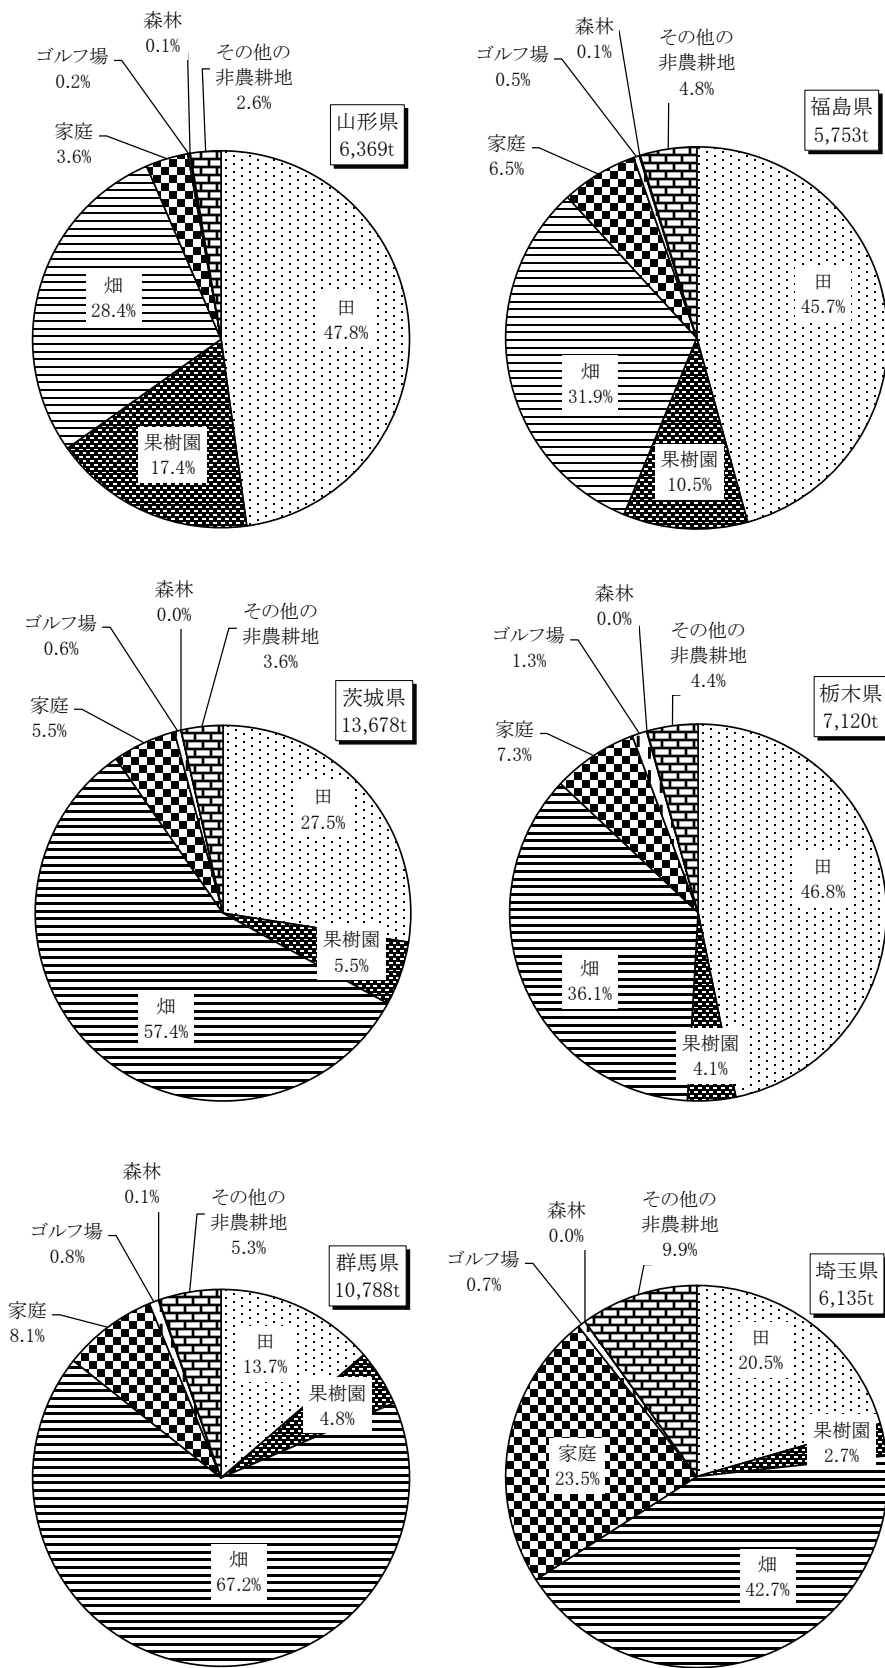 山形県
6,369t
森林
0.1%
ゴルフ場
0.2%
その他の
非農耕地
2.6%
家庭
3.6%
畑
28.4%
田
47.8%
果樹園
17.4%
福島県
5,753t
森林
0.1%
ゴルフ場
0.5%
その他の
非農耕地
4.8%
家庭
6.5%
田
45.7%
畑
31.9%
果樹園
10.5%
茨城県
13,678t
森林
0.0%
ゴルフ場
0.6%
その他の
非農耕地
3.6%
家庭
5.5%
田
27.5%
果樹園
5.5%
畑
57.4%
栃木県
7,120t
森林
0.0%
ゴルフ場
1.3%
その他の
非農耕地
4.4%
家庭
7.3%
田
46.8%
畑
36.1%
果樹園
4.1%
群馬県
10,788t
森林
0.1%
ゴルフ場
0.8%
その他の
非農耕地
5.3%
家庭
8.1%
田
13.7%
果樹園
4.8%
畑
67.2%
埼玉県
6,135t
森林
0.0%
ゴルフ場
0.7%
その他の
非農耕地
9.9%
田
20.5%
果樹園
2.7%
家庭
23.5%
畑
42.7%